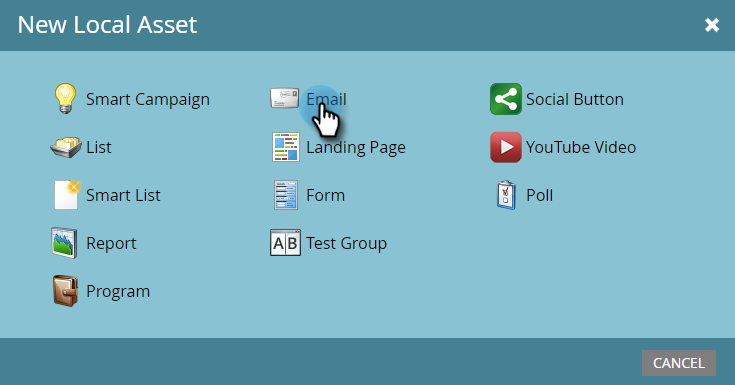 New Local Asset
Smart Campaign
Email
Social Button
List
Landing Page
YouTube Video
Smart List
Form
Poll
Report
AB Test Group
Program
CANCEL